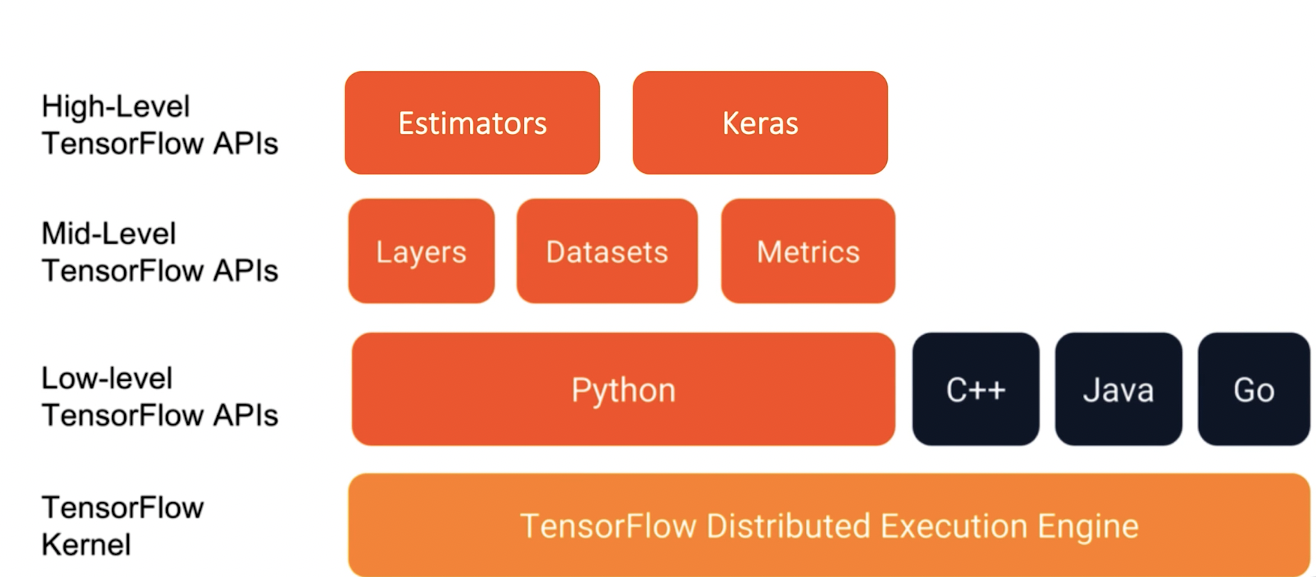 High-Level
TensorFlow APIs
Estimators
Keras
Mid-Level
TensorFlow APIs
Layers
Datasets
Metrics
Low-level
TensorFlow APIs
Python
C++
Java
Go
TensorFlow
Kernel
TensorFlow Distributed Execution Engine